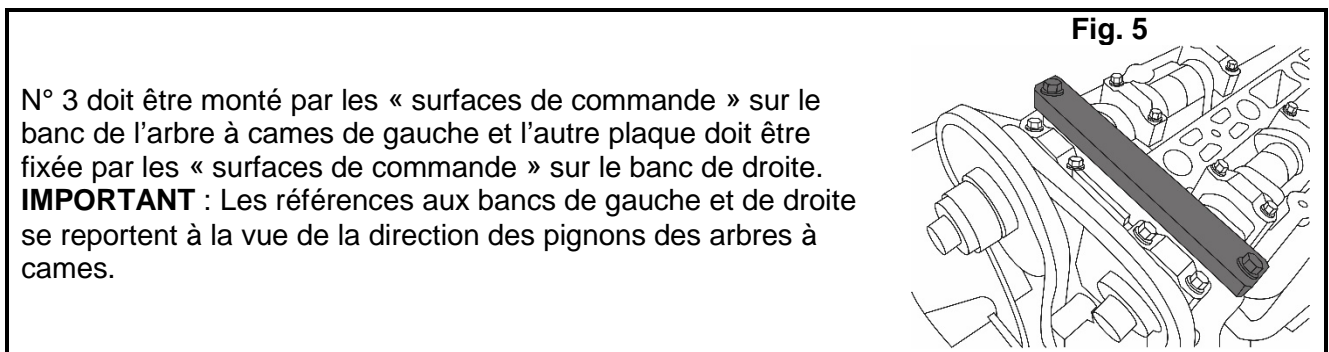 Fig. 5
N° 3 doit être monté par les « surfaces de commande » sur le
banc de l’arbre à cames de gauche et l’autre plaque doit être
fixée par les « surfaces de commande » sur le banc de droite.
IMPORTANT : Les références aux bancs de gauche et de droite
se reportent à la vue de la direction des pignons des arbres à
cames.